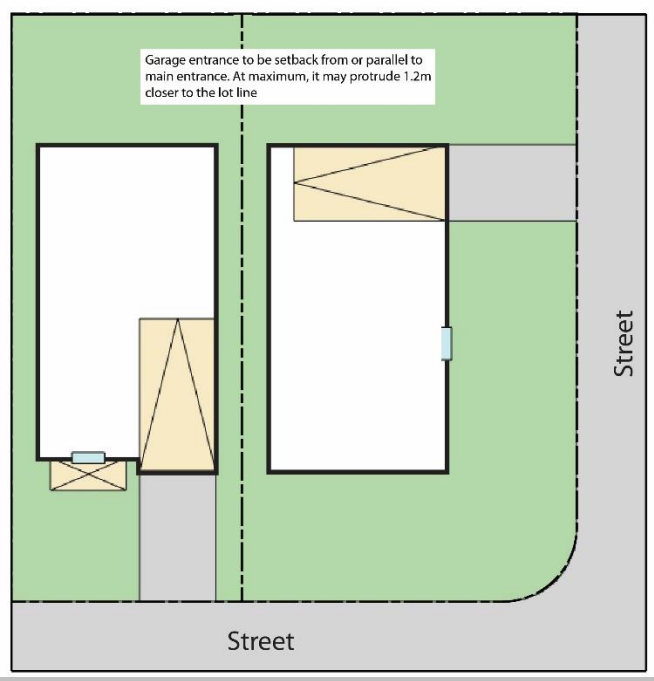 Garage entrance to be setback from or parallel to
main entrance. At maximum, it may protrude 1.2m
closer to the lot line
Street
Street